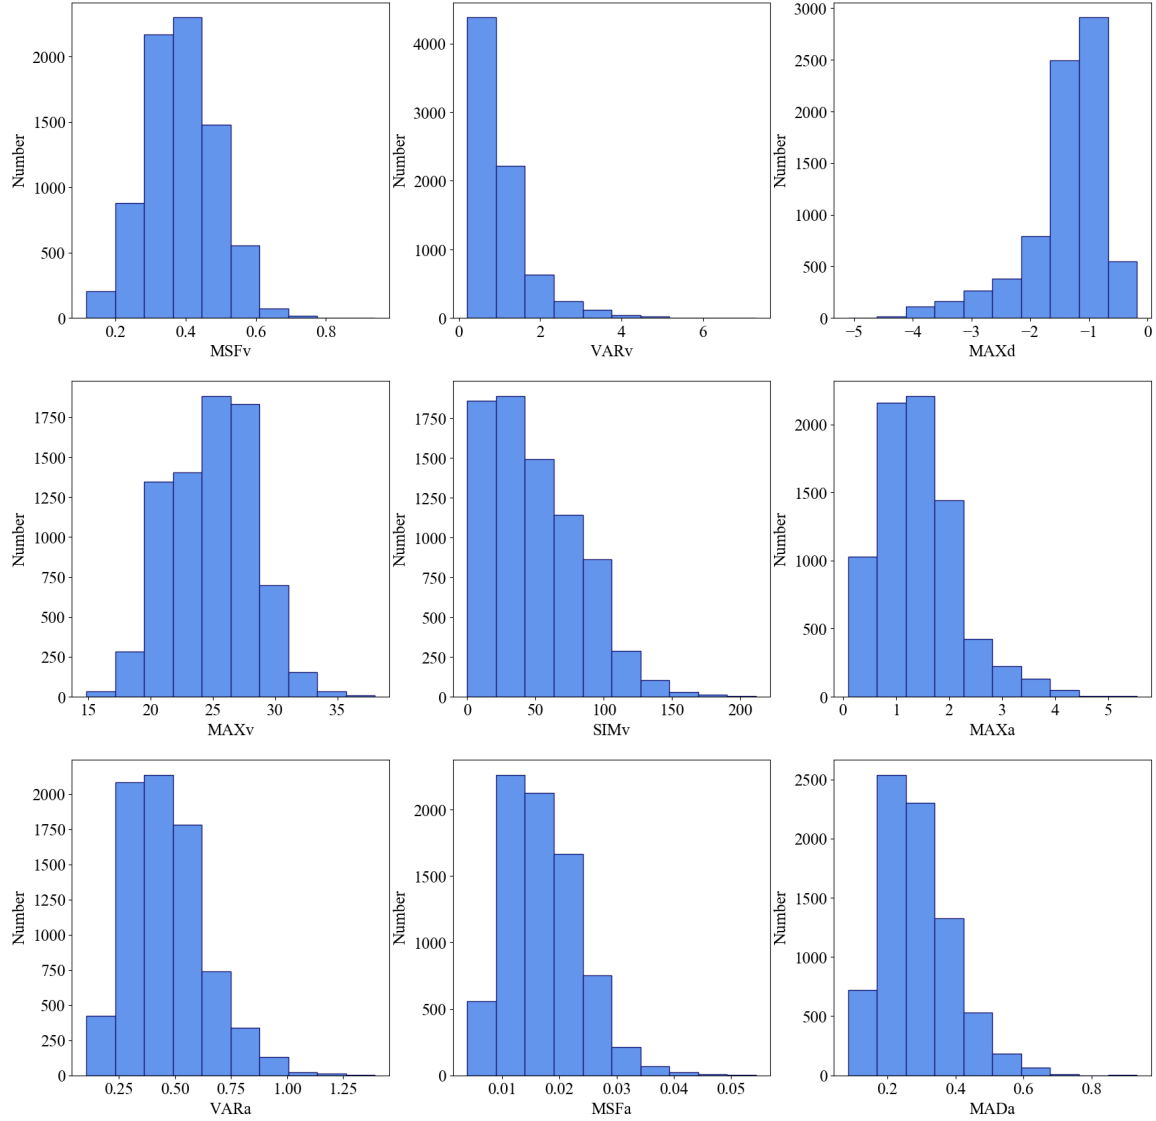 2000
1500
1000
500
0
Number
0.2 0.4 0.6 0.8
MSFv
4000
3000
2000
1000
0
Number
0 2 4 6
VARv
3000
2500
2000
1500
1000
500
0
Number
−5 −4 −3 −2 −1 0
MAXd
1750
1500
1250
1000
750
500
250
0
Number
15 20 25 30 35
MAXv
1750
1500
1250
1000
750
500
250
0
Number
0 50 100 150 200
SIMv
2000
1500
1000
500
0
Number
0 1 2 3 4 5
MAXa
2000
1750
1500
1250
1000
750
500
250
0
Number
0.25 0.50 0.75 1.00 1.25
VARa
2000
1500
1000
500
0
Number
0.01 0.02 0.03 0.04 0.05
MSFa
2500
2000
1500
1000
500
0
Number
0.2 0.4 0.6 0.8
MADa